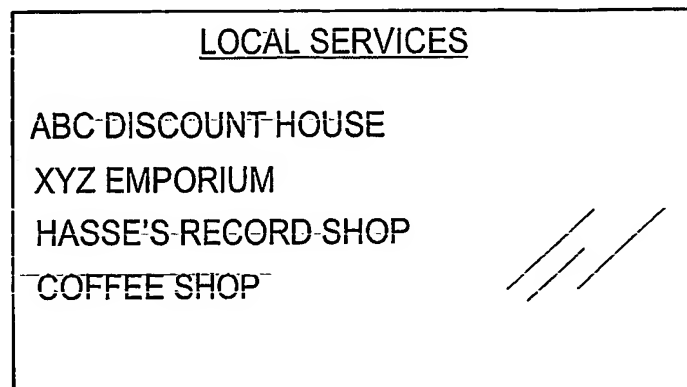 LOCAL SERVICES
ABC DISCOUNT HOUSE
XYZ EMPORIUM
HASSE'S RECORD SHOP
COFFEE SHOP